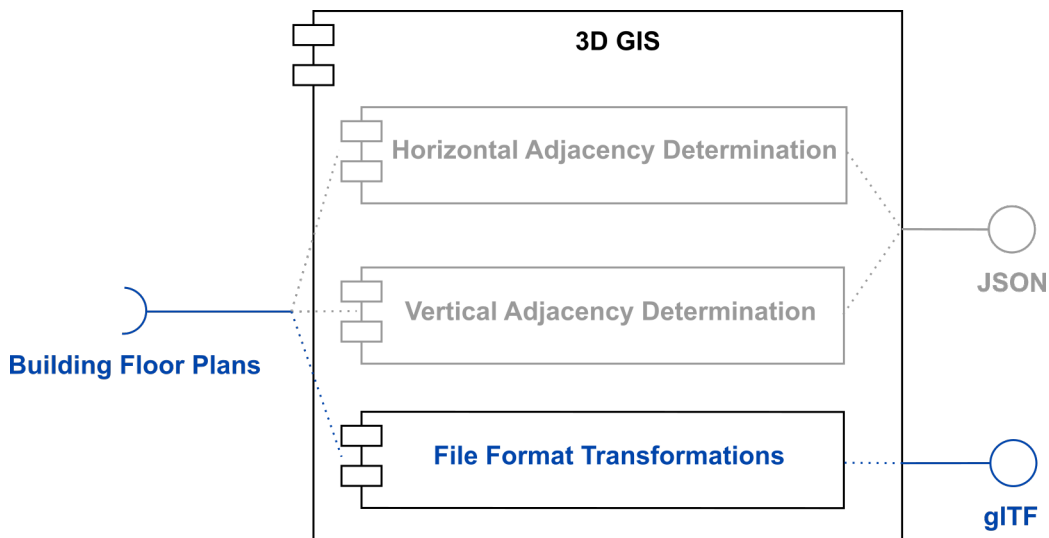 3D GIS
Horizontal Adjacency Determination
JSON
Vertical Adjacency Determination
Building Floor Plans
File Format Transformations
glTF